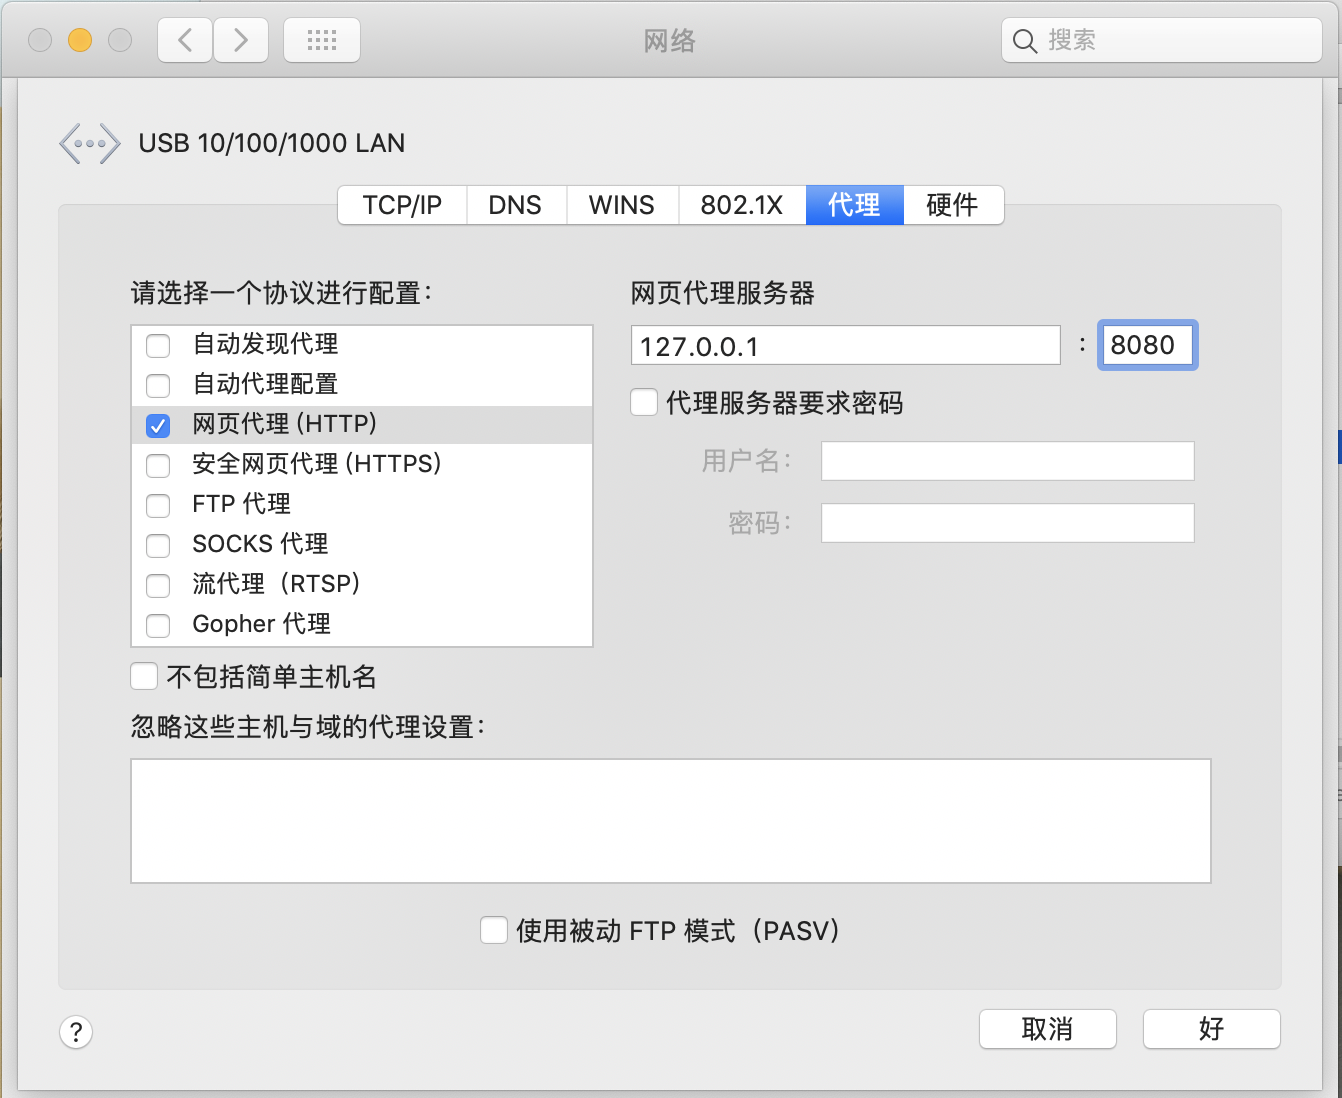 网络
搜索
USB 10/100/1000 LAN
TCP/IP DNS WINS 802.1X 代理 硬件
请选择一个协议进行配置:
自动发现代理
自动代理配置
网页代理 (HTTP)
安全网页代理 (HTTPS)
FTP 代理
SOCKS 代理
流代理（RTSP）
Gopher 代理
网页代理服务器
127.0.0.1 : 8080
代理服务器要求密码
用户名:
密码:
不包括简单主机名
忽略这些主机与域的代理设置:
使用被动 FTP 模式（PASV）
?
取消
好